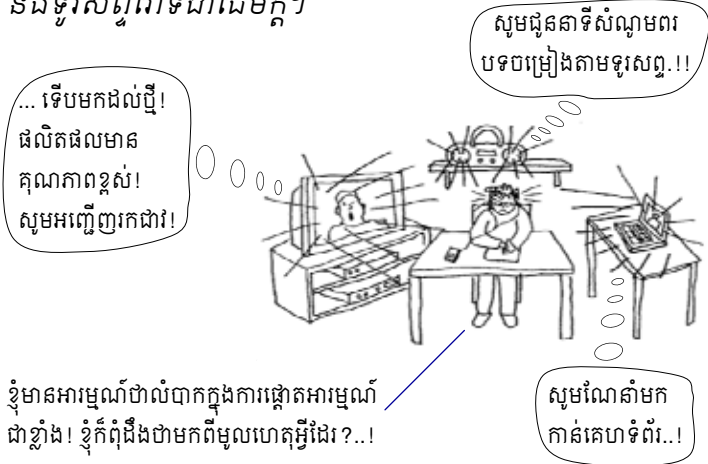 សូមជូននាទីសំណូមពរ
បទចម្រៀងតាមទូរសព្ទ.!!
... ទើបមកដល់ថ្មី!
ផលិតផលមាន
គុណភាពខ្ពស់!
សូមអញ្ជើញរកជាវ!
ខ្ញុំមានអារម្មណ៍ថាលំបាកក្នុងការផ្តោតអារម្មណ៍
ជាខ្លាំង! ខ្ញុំក៏ពុំដឹងថាមកពីមូលហេតុអ្វីដែរ?..!
សូមណែនាំមក
កាន់គេហទំព័រ..!